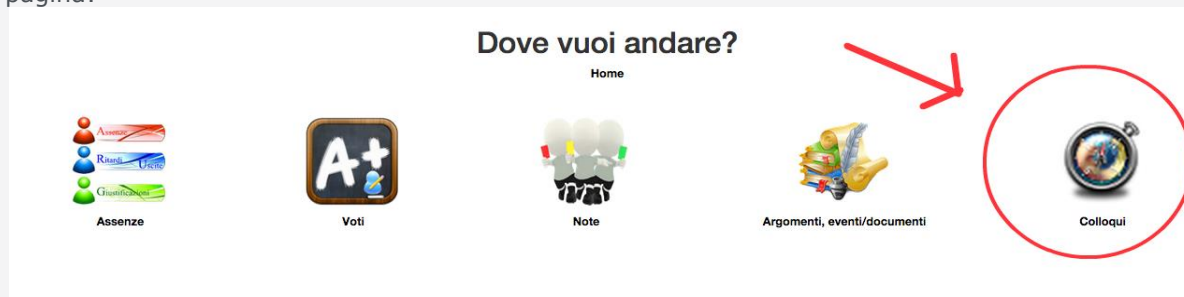 pagina:
Dove vuoi andare?
Home
Assenze
Ritardi Uscite
Giustificazioni
A+
Assenze
Voti
Note
Argomenti, eventi/documenti
Colloqui